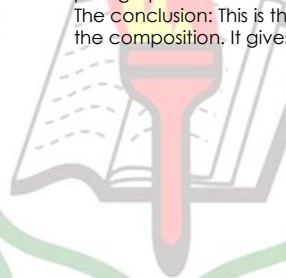 The conclusion: This is th
the composition. It gives